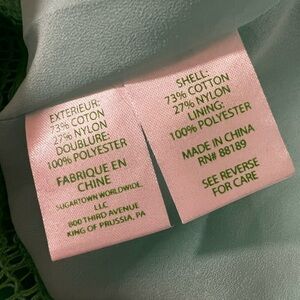 EXTERIEUR:
73% COTON
27% NYLON
DOUBLURE:
100% POLYESTER
FABRIQUE EN
CHINE
SUGARTOWN WORLDWIDE,
LLC
800 THIRD AVENUE
KING OF PRUSSIA, PA
SHELL:
73% COTTON
27% NYLON
LINING:
100% POLYESTER
MADE IN CHINA
RN# 88189
SEE REVERSE
FOR CARE